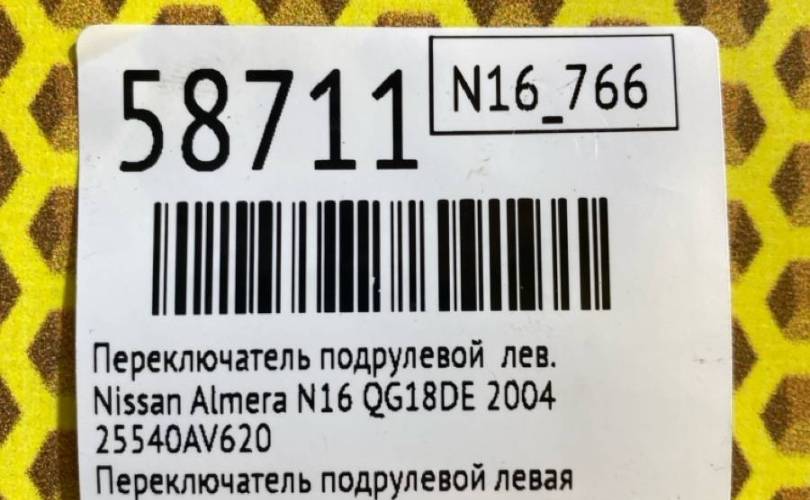 58711
N16_766
Переключатель подрулевой лев.
Nissan Almera N16 QG18DE 2004
25540AV620
Переключатель подрулевой левая